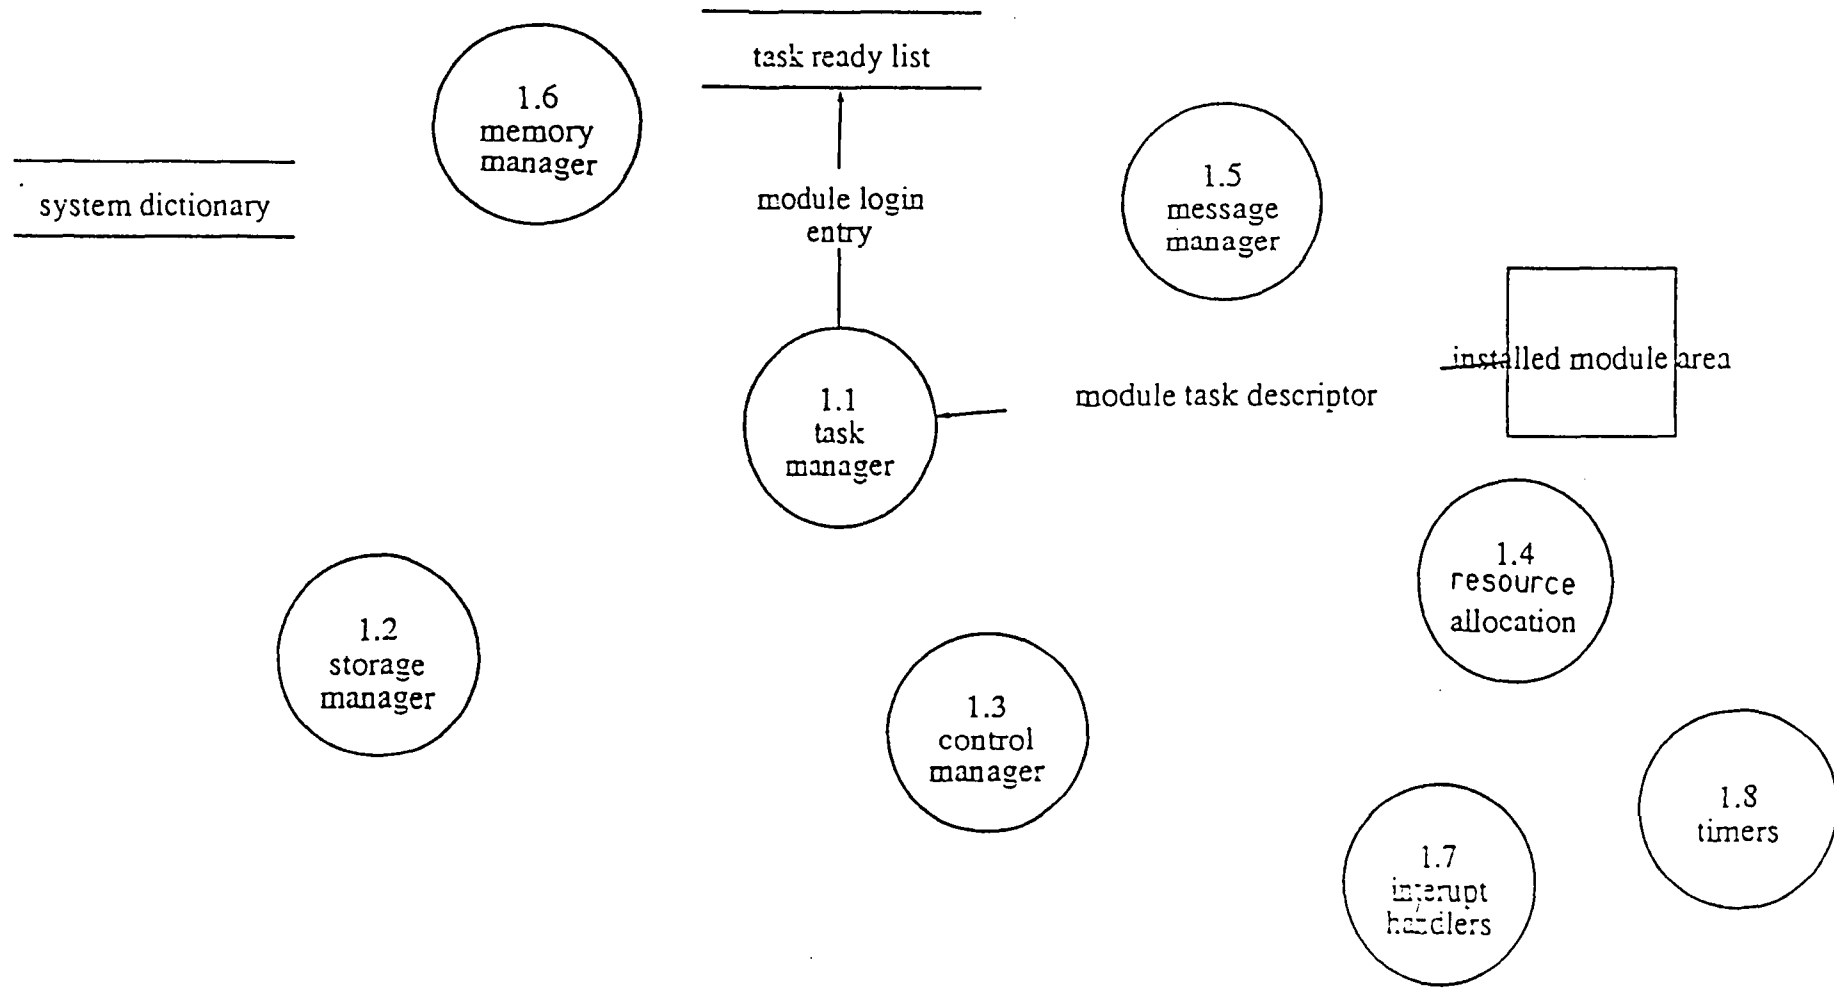 task ready list
1.6
memory
manager
system dictionary
module login
entry
1.5
message
manager
installed module area
module task descriptor
1.1
task
manager
1.4
resource
allocation
1.2
storage
manager
1.3
control
manager
1.8
timers
1.7
interupt
handlers